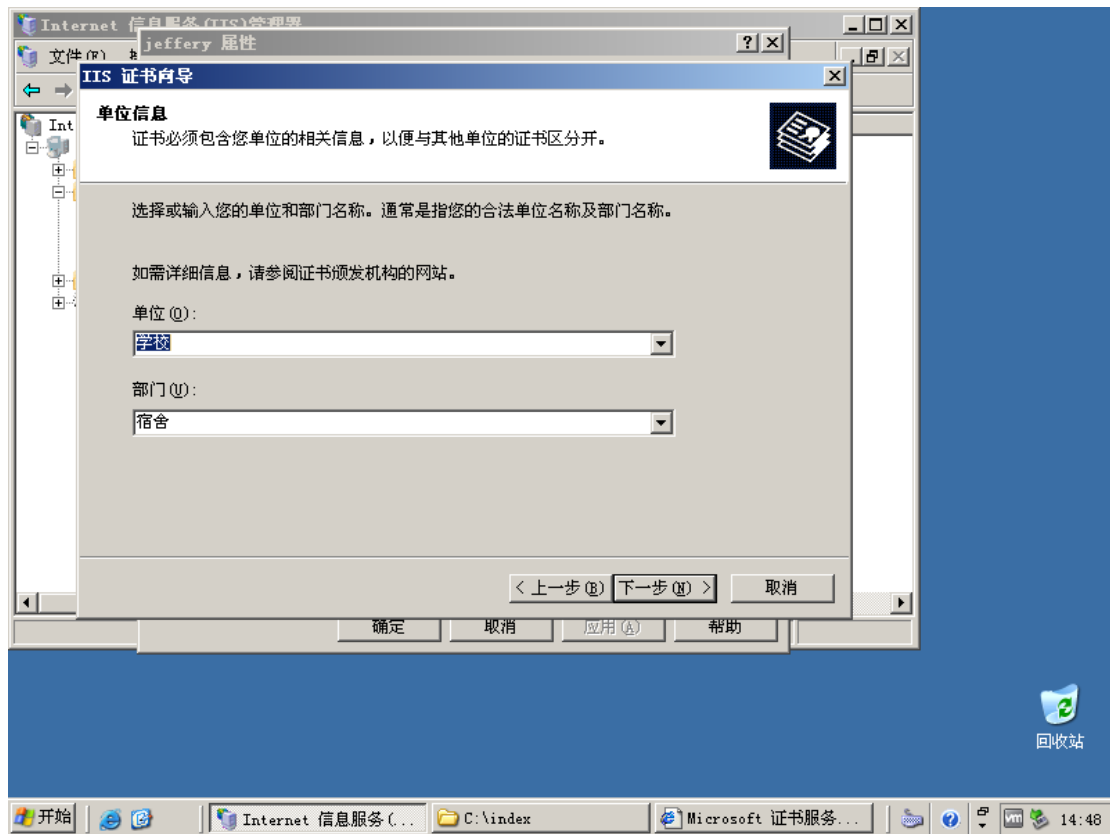 Internet 信息服务(IIS)管理器
jeffery 属性
文件(F)
IIS 证书向导
单位信息
证书必须包含您单位的相关信息，以便与其他单位的证书区分开。
Int
选择或输入您的单位和部门名称。通常是指您的合法单位名称及部门名称。
如需详细信息，请参阅证书颁发机构的网站。
单位(O):
学校
部门(U):
宿舍
< 上一步(B)
下一步(N) >
取消
确定
取消
应用(A)
帮助
回收站
开始
Internet 信息服务(...
C:\index
Microsoft 证书服务...
vm
14:48